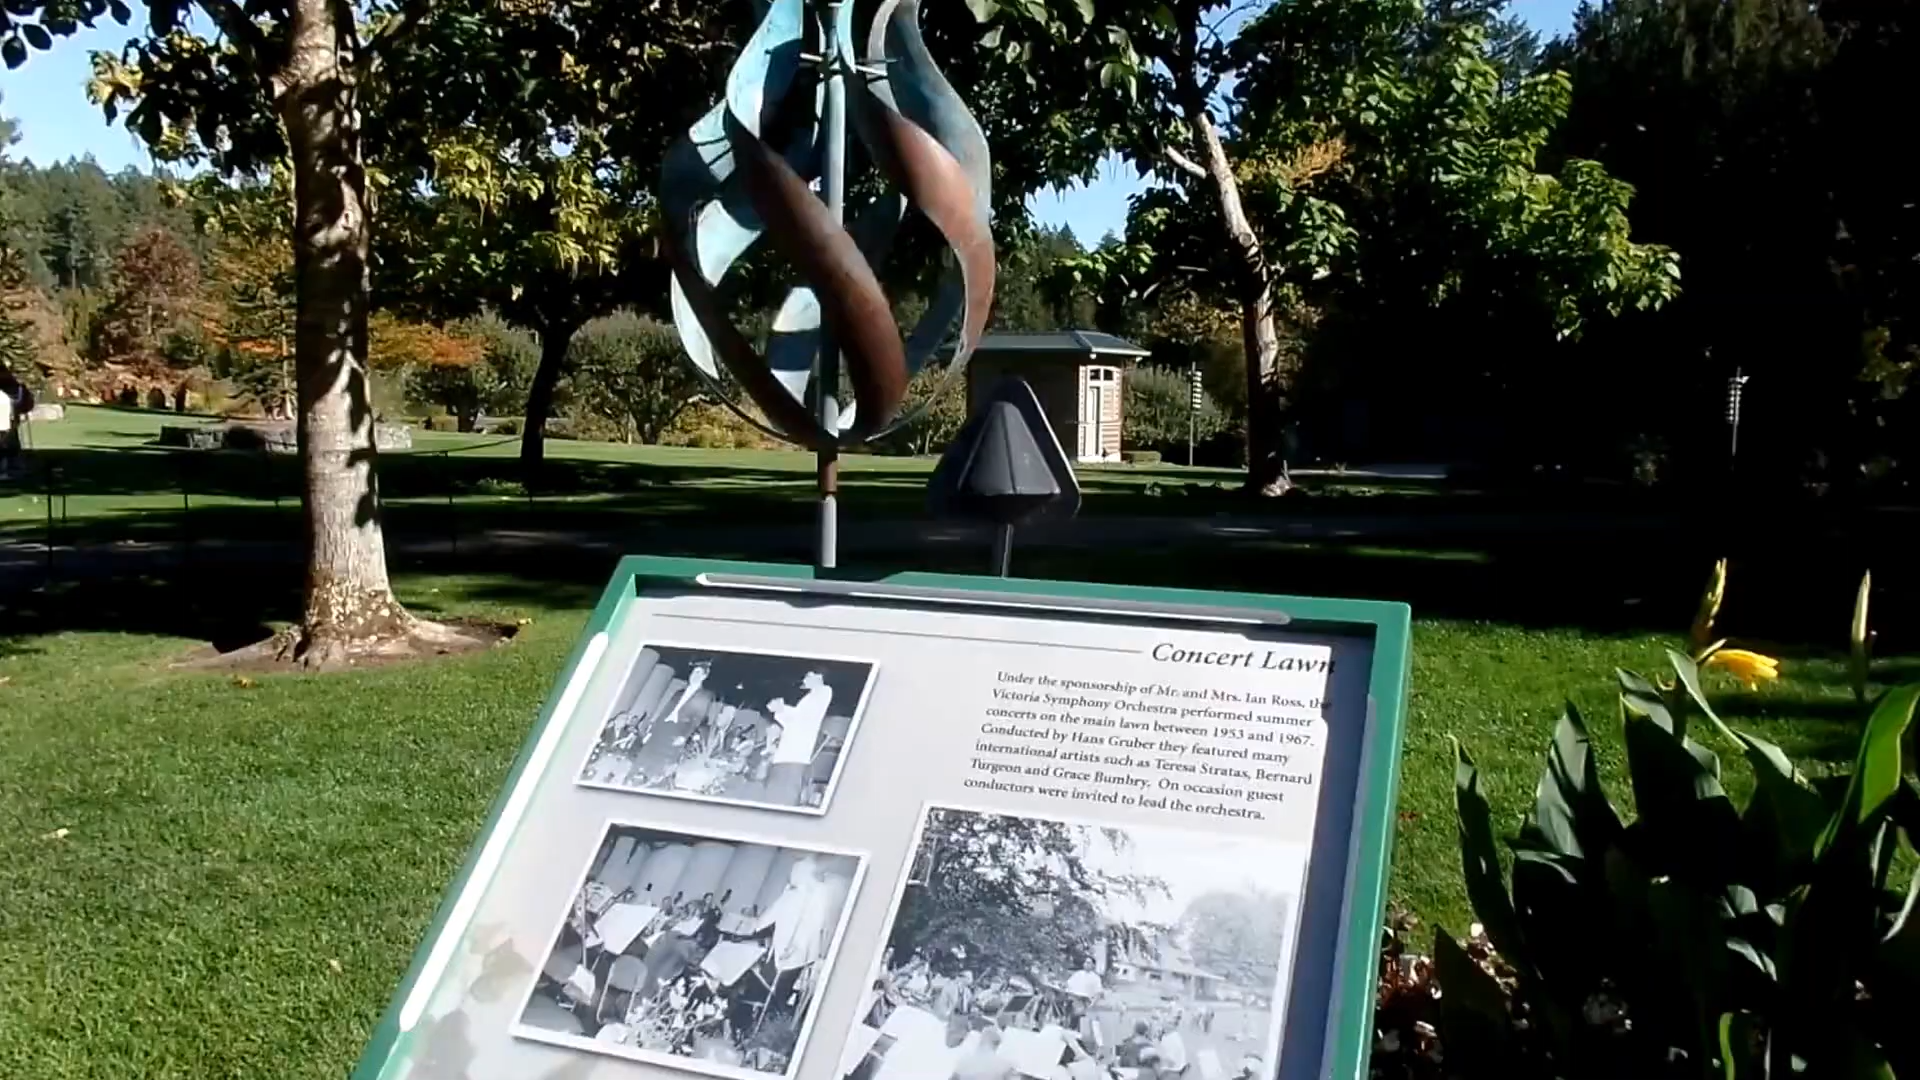 Concert Lawn
Under the sponsorship of Mr. and Mrs. Ian Ross, the
Victoria Symphony Orchestra performed summer
concerts on the main lawn between 1953 and 1967.
Conducted by Hans Gruber they featured many
international artists such as Teresa Stratas, Bernard
Turgeon and Grace Bumbry. On occasion guest
conductors were invited to lead the orchestra.